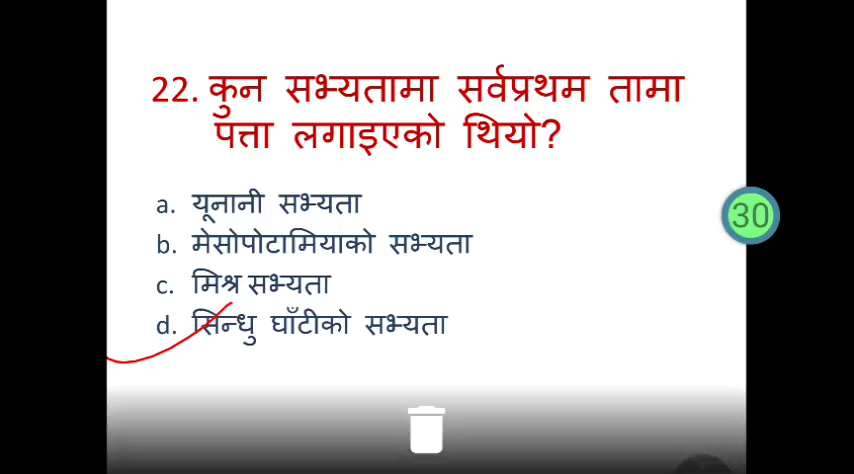 22. कुन सभ्यतामा सर्वप्रथम तामा
पत्ता लगाइएको थियो?
a. यूनानी सभ्यता
b. मेसोपोटामियाको सभ्यता
c. मिश्र सभ्यता
d. सिन्धु घाँटीको सभ्यता
30